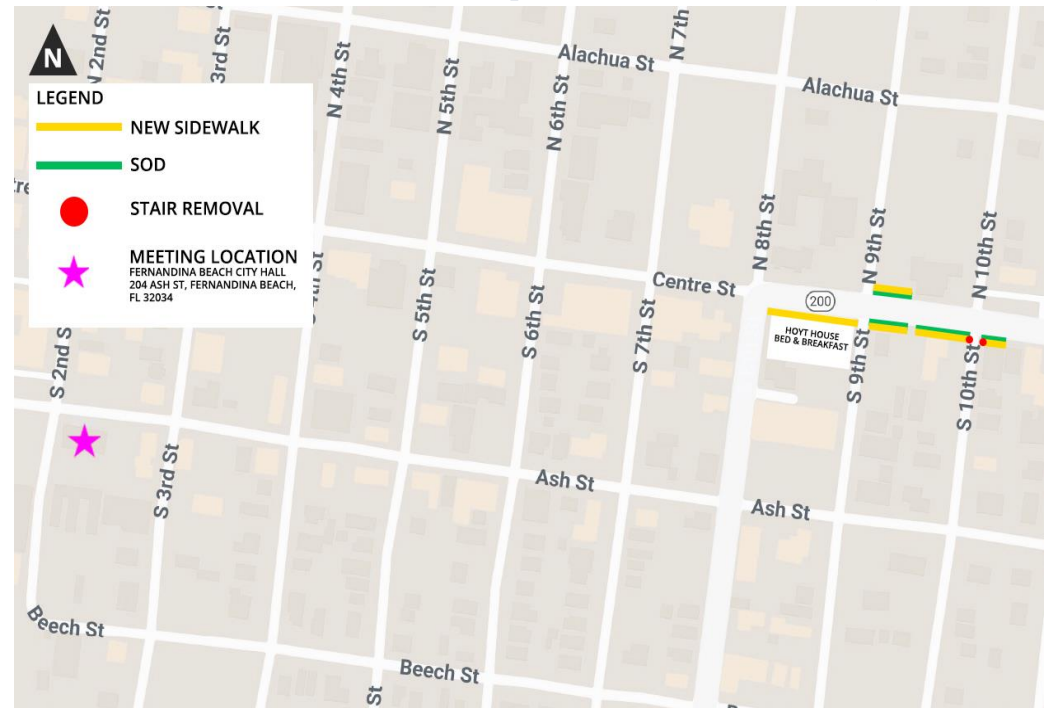 N
LEGEND
NEW SIDEWALK
SOD
STAIR REMOVAL
MEETING LOCATION
FERNANDINA BEACH CITY HALL
204 ASH ST, FERNANDINA BEACH,
FL 32034
N 2nd St
3rd St
N 4th St
N 5th St
N 6th St
N 7th
Alachua St
Alachua St
N 8th St
N 9th St
N 10th St
Centre St
200
HOYT HOUSE
BED & BREAKFAST
S 2nd S
S 3rd St
S 5th St
S 6th St
S 7th St
S 9th St
S 10th St
Ash St
Ash St
Beech St
Beech St
St